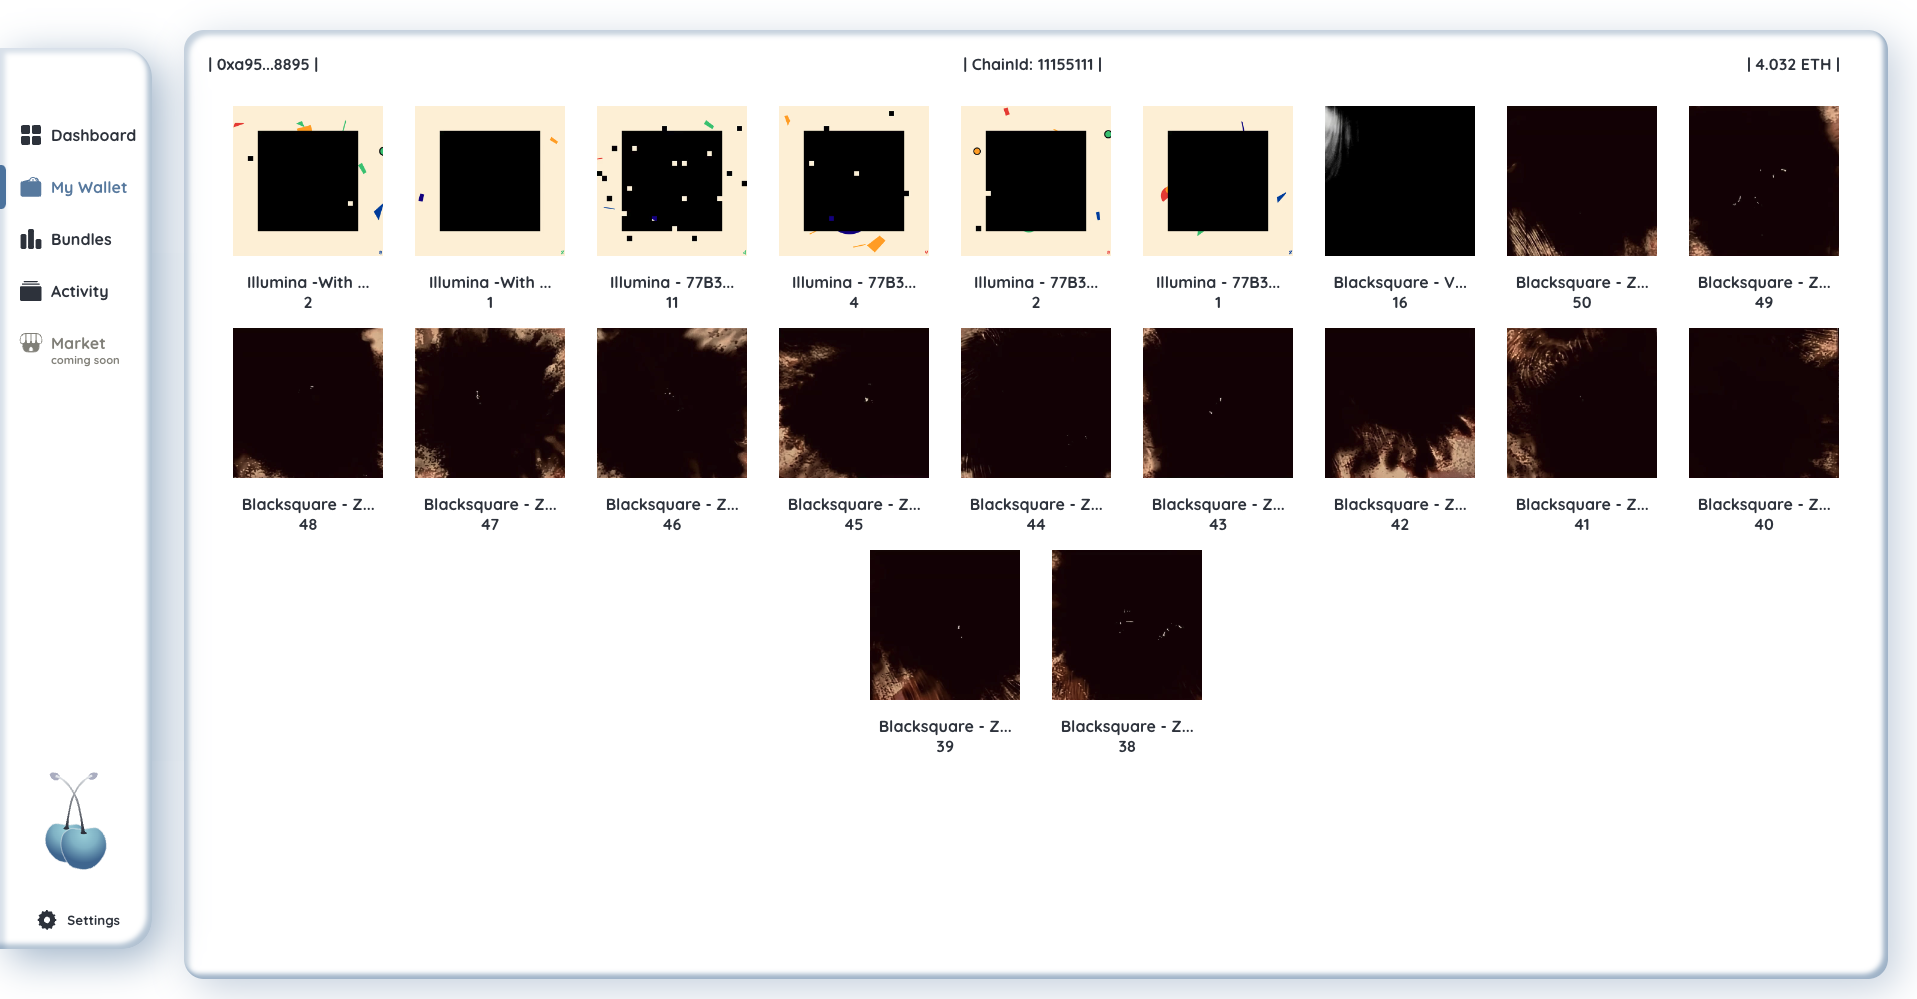 | 0xa95...8895 |
| ChainId: 11155111 |
| 4.032 ETH |
Dashboard
My Wallet
Bundles
Activity
Market
coming soon
Settings
Illumina -With ...
2
Illumina -With ...
1
Illumina - 77B3...
11
Illumina - 77B3...
4
Illumina - 77B3...
2
Illumina - 77B3...
1
Blacksquare - V...
16
Blacksquare - Z...
50
Blacksquare - Z...
49
Blacksquare - Z...
48
Blacksquare - Z...
47
Blacksquare - Z...
46
Blacksquare - Z...
45
Blacksquare - Z...
44
Blacksquare - Z...
43
Blacksquare - Z...
42
Blacksquare - Z...
41
Blacksquare - Z...
40
Blacksquare - Z...
39
Blacksquare - Z...
38